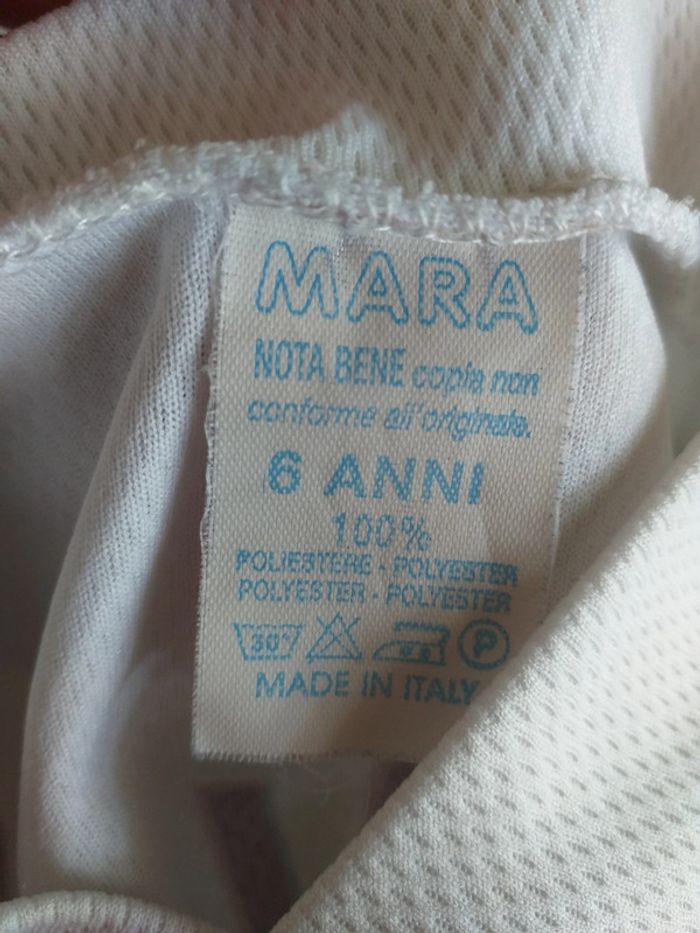 MARA
NOTA BENE copia non
conforme all'originale.
6 ANNI
100%
POLIESTERE - POLYESTER
POLYESTER - POLYESTER
30° P
MADE IN ITALY